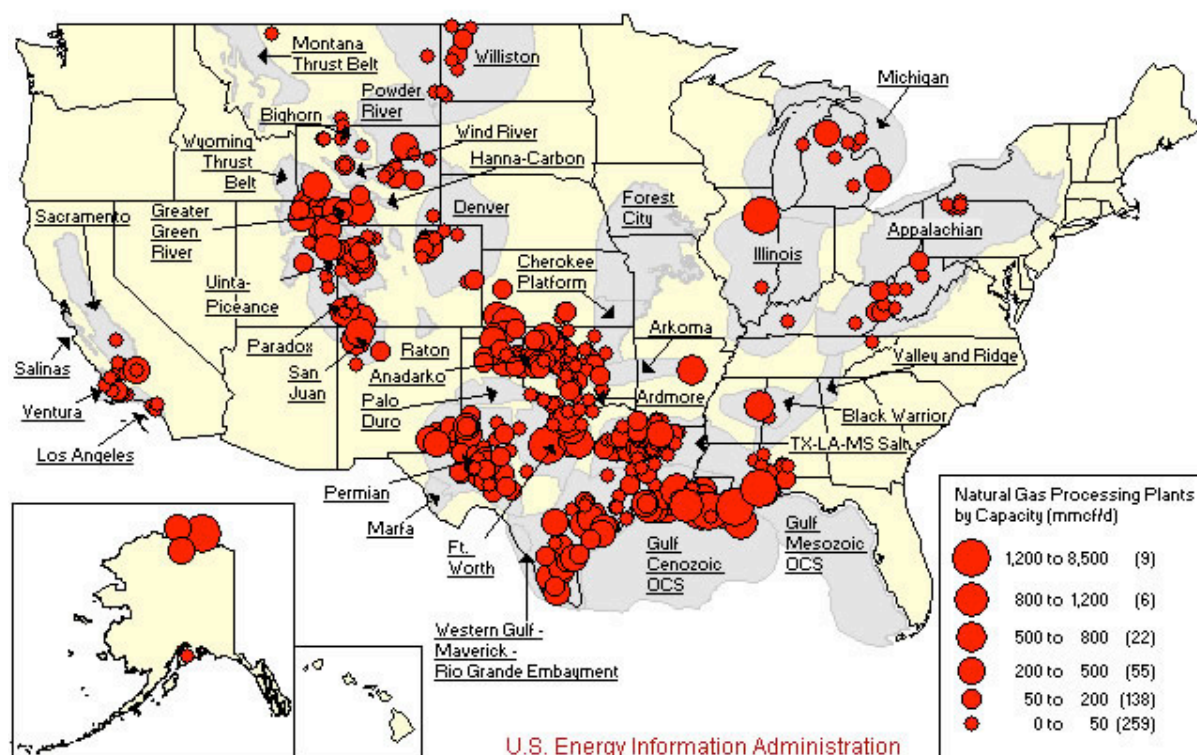 Montana
Thrust Belt
Williston
Michigan
Powder
River
Bighorn
Wind River
Wyoming
Thrust
Belt
Hanna-Carbon
Sacramento
Greater
Green
River
Denver
Forest
City
Illinois
Appalachian
Uinta-
Piceance
Cherokee
Platform
Salinas
Paradox
San
Juan
Raton
Anadarko
Arkoma
Valley and Ridge
Ventura
Palo
Duro
Ardmore
Black Warrior
Los Angeles
TX-LA-MS Salt
Permian
Marfa
Ft.
Worth
Gulf
Cenozoic
OCS
Gulf
Mesozoic
OCS
Western Gulf -
Maverick -
Rio Grande Embayment
Natural Gas Processing Plants
by Capacity (mmcf/d)
1,200 to 8,500 (9)
800 to 1,200 (6)
500 to 800 (22)
200 to 500 (55)
50 to 200 (138)
0 to 50 (259)
U.S. Energy Information Administration